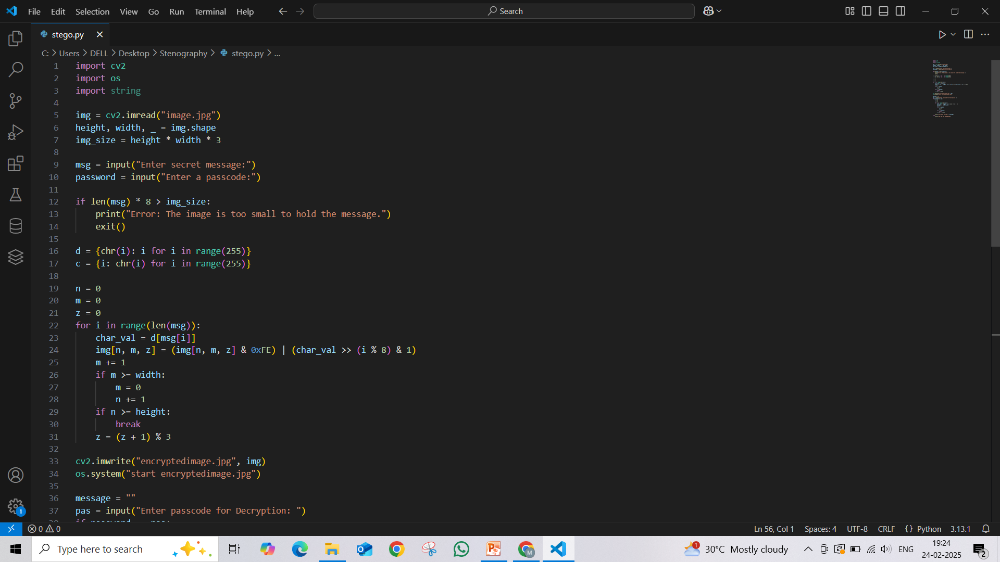 File Edit Selection View Go Run Terminal Help
Search
stego.py
C: > Users > DELL > Desktop > Stenography > stego.py > ...
1 import cv2
2 import os
3 import string
4
5 img = cv2.imread("image.jpg")
6 height, width, _ = img.shape
7 img_size = height * width * 3
8
9 msg = input("Enter secret message:")
10 password = input("Enter a passcode:")
11
12 if len(msg) * 8 > img_size:
13     print("Error: The image is too small to hold the message.")
14     exit()
15
16 d = {chr(i): i for i in range(255)}
17 c = {i: chr(i) for i in range(255)}
18
19 n = 0
20 m = 0
21 z = 0
22 for i in range(len(msg)):
23     char_val = d[msg[i]]
24     img[n, m, z] = (img[n, m, z] & 0xFE) | (char_val >> (i % 8) & 1)
25     m += 1
26     if m >= width:
27         m = 0
28         n += 1
29     if n >= height:
30         break
31     z = (z + 1) % 3
32
33 cv2.imwrite("encryptedimage.jpg", img)
34 os.system("start encryptedimage.jpg")
35
36 message = ""
37 pas = input("Enter passcode for Decryption: ")
1
0 0 Ln 56, Col 1 Spaces: 4 UTF-8 CRLF {} Python 3.13.1
Type here to search
1 30°C Mostly cloudy ENG
19:24
24-02-2025
2